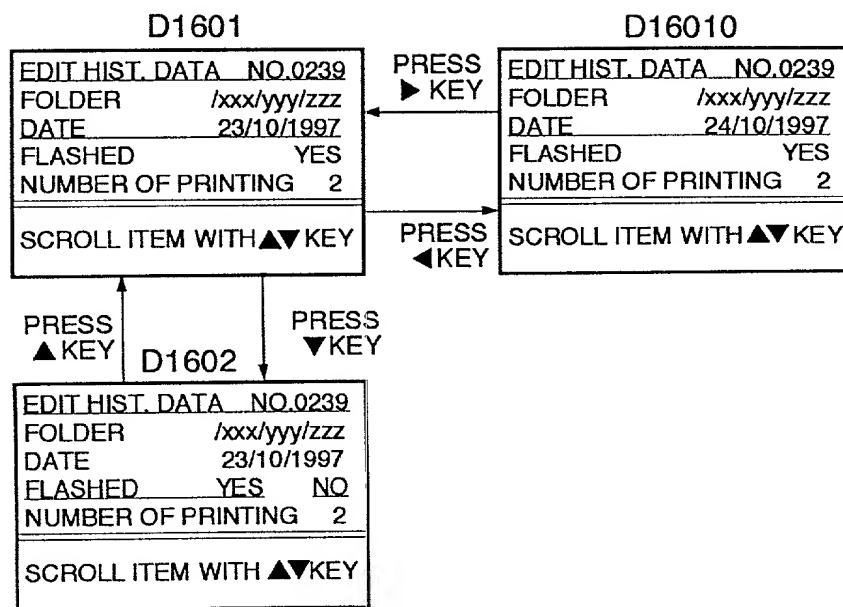 D1601
EDIT HIST. DATA NO.0239
FOLDER /xxx/yyy/zzz
DATE 23/10/1997
FLASHED YES
NUMBER OF PRINTING 2
SCROLL ITEM WITH ▲▼ KEY
PRESS
▶ KEY
PRESS
◀ KEY
D16010
EDIT HIST. DATA NO.0239
FOLDER /xxx/yyy/zzz
DATE 24/10/1997
FLASHED YES
NUMBER OF PRINTING 2
SCROLL ITEM WITH ▲▼ KEY
PRESS
▲ KEY
PRESS
▼ KEY
D1602
EDIT HIST. DATA NO.0239
FOLDER /xxx/yyy/zzz
DATE 23/10/1997
FLASHED YES NO
NUMBER OF PRINTING 2
SCROLL ITEM WITH ▲▼ KEY